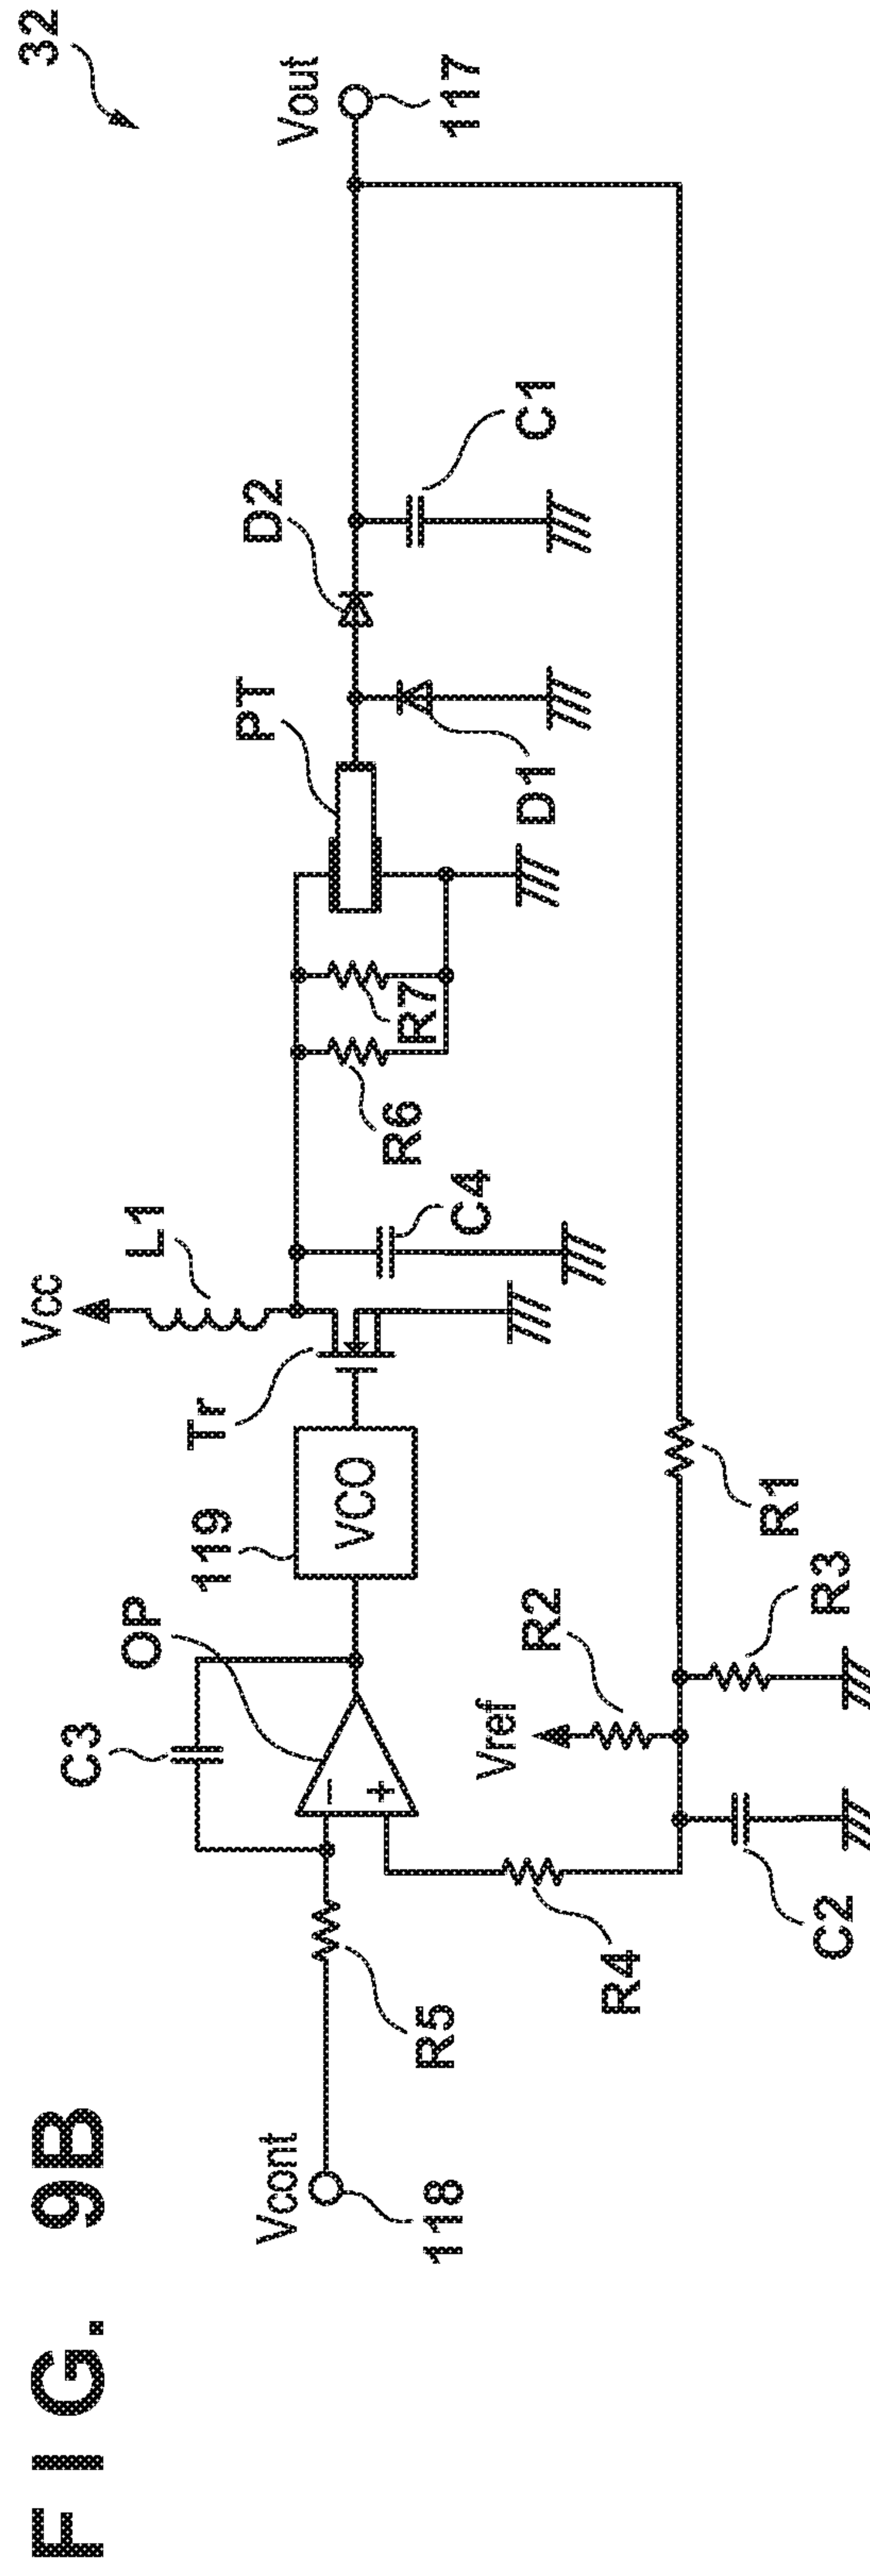 FIG. 9B
32
Vcc
L1
PT
D2
Vout
117
C3
OP
119
VCO
Tr
C4
R6
R7
D1
C1
Vcont
118
R5
+
−
Vref
R2
R4
C2
R3
R1